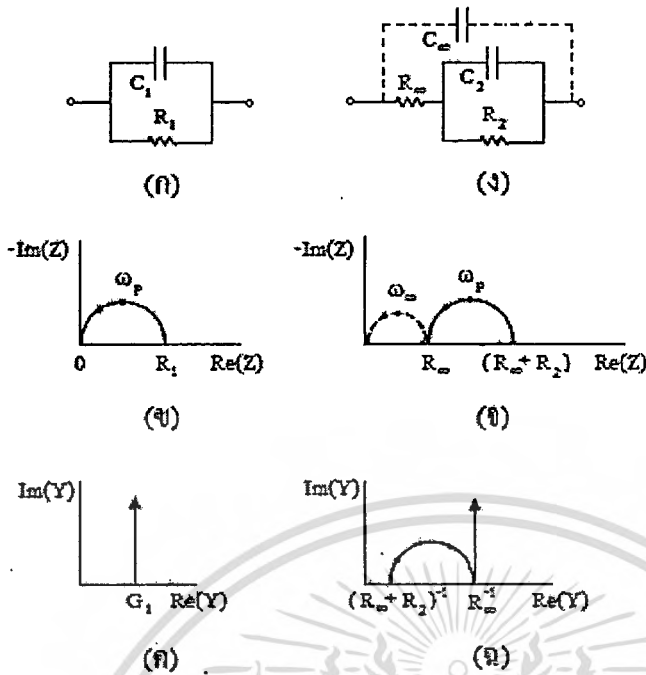 C₁
R₁
(ก)
C∞
R∞
C₂
R₂
(ง)
-Im(Z)
ωₚ
0
R₁
Re(Z)
(ข)
-Im(Z)
ω∞
ωₚ
R∞
(R∞+ R₂)
Re(Z)
(จ)
Im(Y)
G₁
Re(Y)
(ค)
Im(Y)
(R∞+ R₂)⁻¹
R∞⁻¹
Re(Y)
(ฉ)